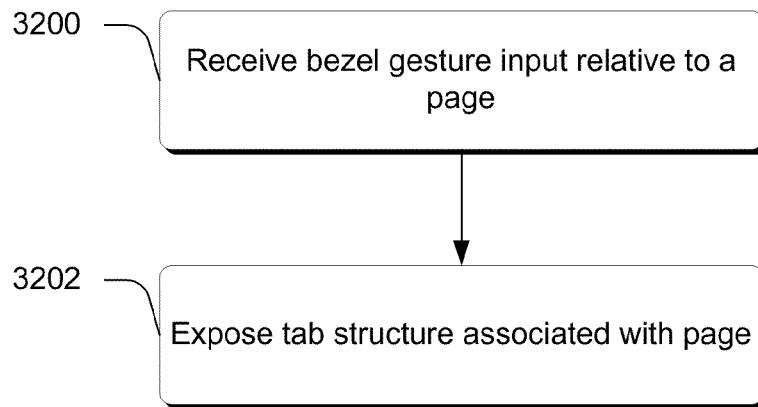 3200
Receive bezel gesture input relative to a
page
3202
Expose tab structure associated with page